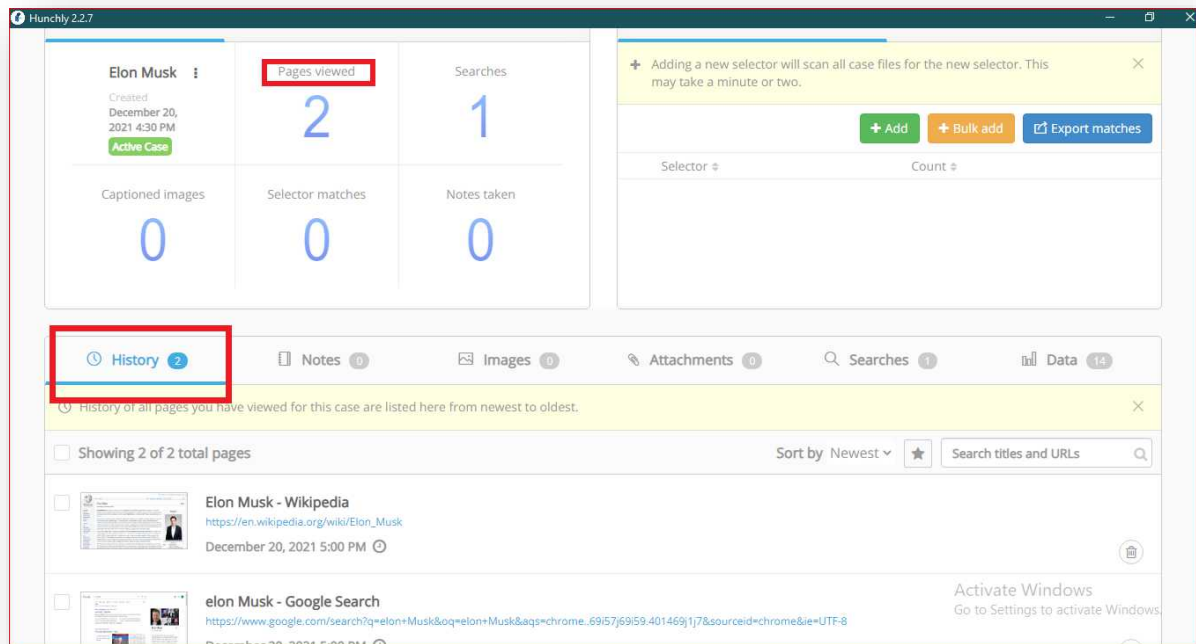 Hunchly 2.2.7
Elon Musk
Created
December 20,
2021 4:30 PM
Active Case
Pages viewed
2
Searches
1
Captioned images
0
Selector matches
0
Notes taken
0
Adding a new selector will scan all case files for the new selector. This
may take a minute or two.
+ Add
+ Bulk add
Export matches
Selector
Count
History 2
Notes 0
Images 0
Attachments 0
Searches 1
Data 14
History of all pages you have viewed for this case are listed here from newest to oldest.
Showing 2 of 2 total pages
Sort by Newest
Search titles and URLs
Elon Musk - Wikipedia
https://en.wikipedia.org/wiki/Elon_Musk
December 20, 2021 5:00 PM
elon Musk - Google Search
https://www.google.com/search?q=elon+Musk&oq=elon+Musk&aqs=chrome..69i57j69i59.401469j1j7&sourceid=chrome&ie=UTF-8
December 20, 2021 5:00 PM
Activate Windows
Go to Settings to activate Windows.